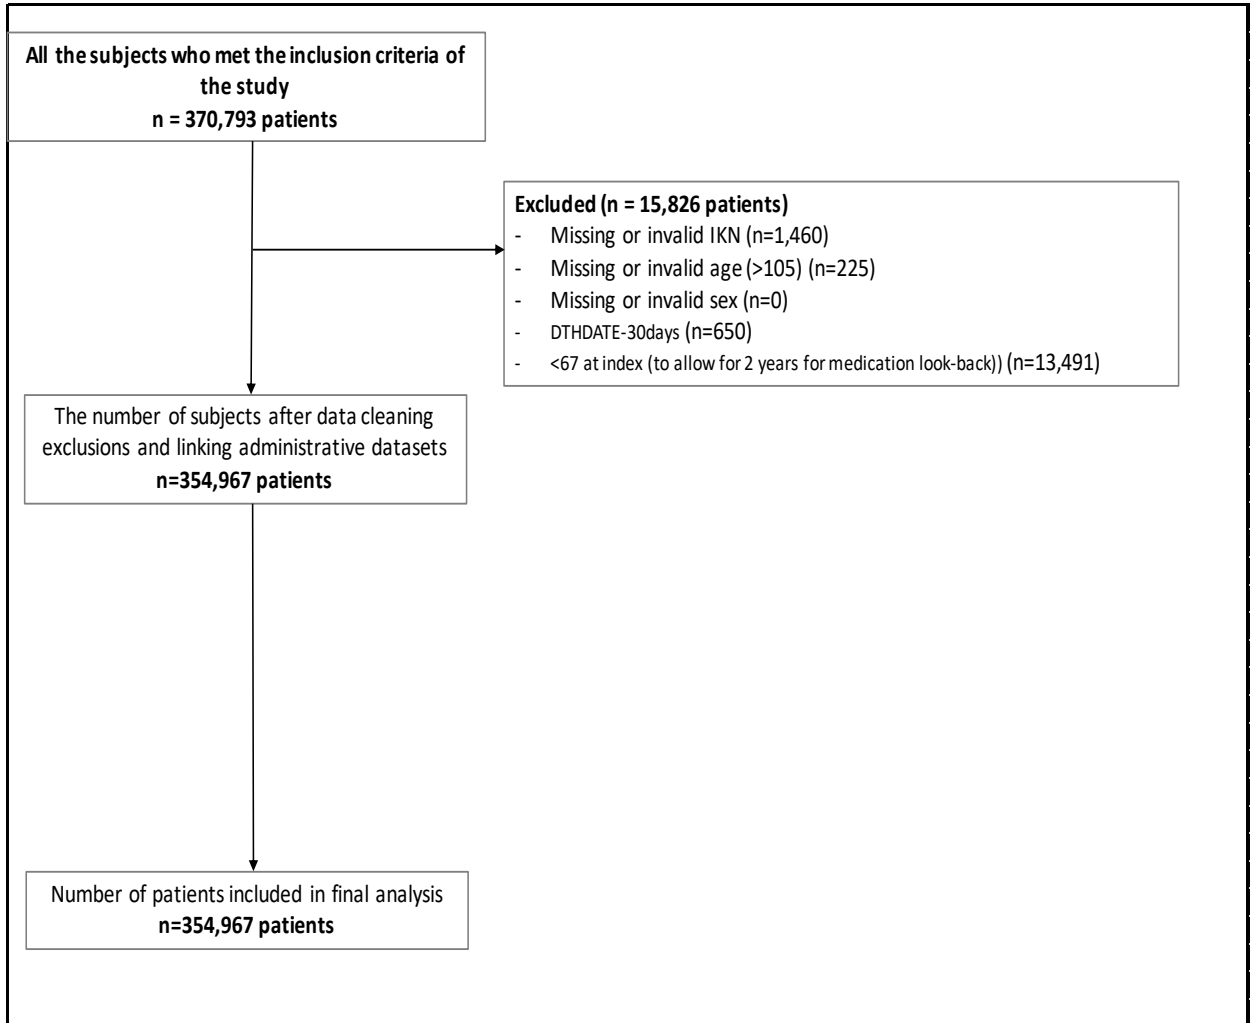 All the subjects who met the inclusion criteria of
the study
n = 370,793 patients
Excluded (n = 15,826 patients)
- Missing or invalid IKN (n=1,460)
- Missing or invalid age (>105) (n=225)
- Missing or invalid sex (n=0)
- DTHDATE-30days (n=650)
- <67 at index (to allow for 2 years for medication look-back)) (n=13,491)
The number of subjects after data cleaning
exclusions and linking administrative datasets
n=354,967 patients
Number of patients included in final analysis
n=354,967 patients